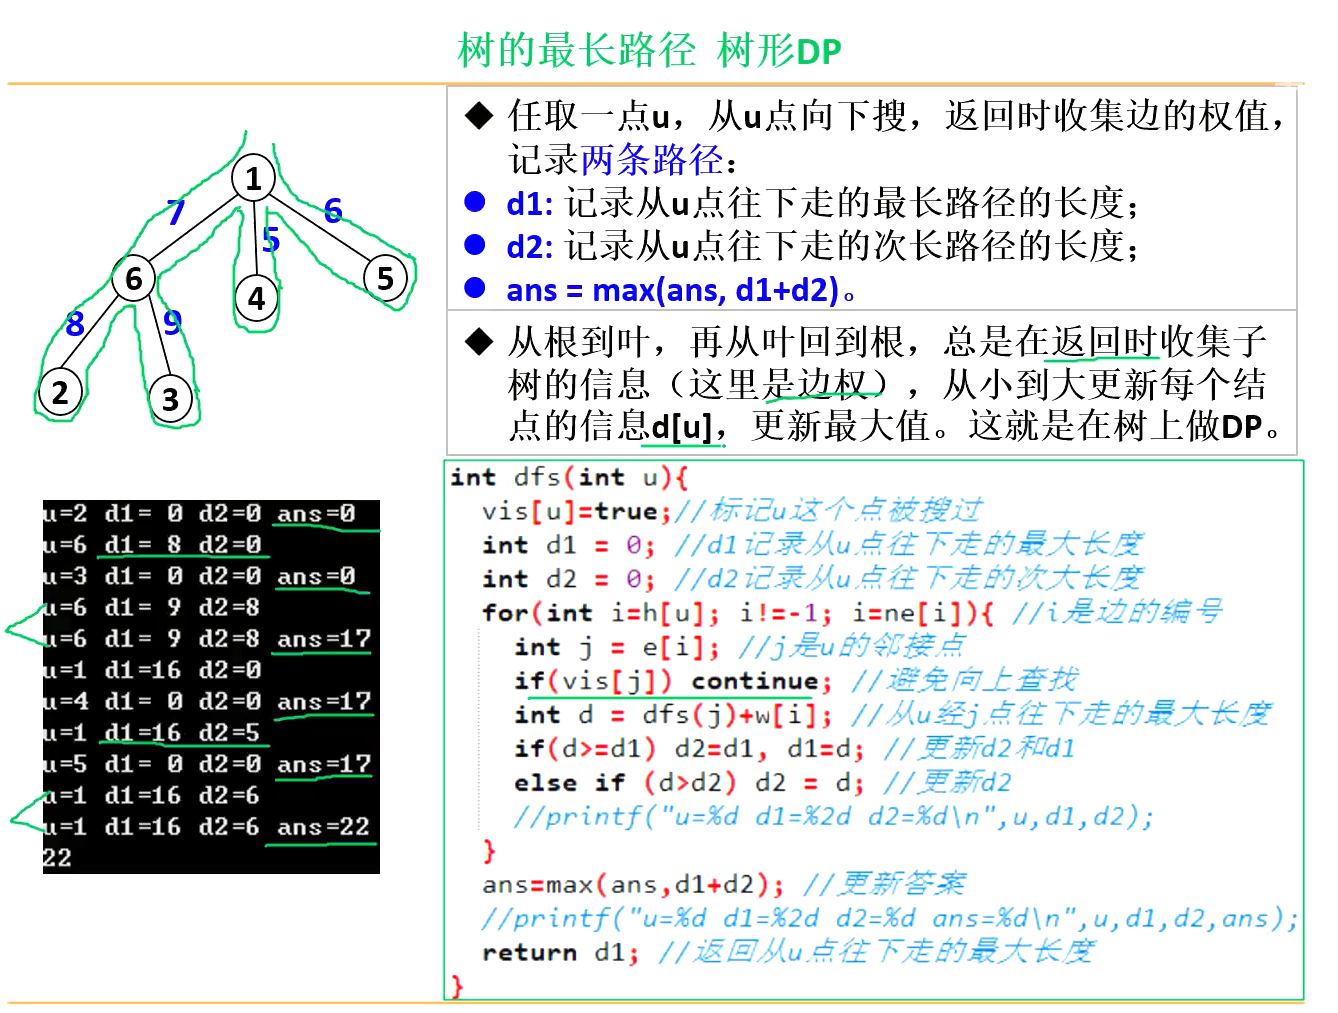 树的最长路径 树形DP
1
7
5
6
6
4
5
8
9
2
3
◆ 任取一点u，从u点向下搜，返回时收集边的权值，
记录两条路径：
● d1: 记录从u点往下走的最长路径的长度；
● d2: 记录从u点往下走的次长路径的长度；
● ans = max(ans, d1+d2)。
◆ 从根到叶，再从叶回到根，总是在返回时收集子
树的信息（这里是边权），从小到大更新每个结
点的信息d[u]，更新最大值。这就是在树上做DP。
u=2 d1= 0 d2=0 ans=0
u=6 d1= 8 d2=0
u=3 d1= 0 d2=0 ans=0
u=6 d1= 9 d2=8
u=6 d1= 9 d2=8 ans=17
u=1 d1=16 d2=0
u=4 d1= 0 d2=0 ans=17
u=1 d1=16 d2=5
u=5 d1= 0 d2=0 ans=17
u=1 d1=16 d2=6
u=1 d1=16 d2=6 ans=22
22
int dfs(int u){
vis[u]=true;//标记u这个点被搜过
int d1 = 0; //d1记录从u点往下走的最大长度
int d2 = 0; //d2记录从u点往下走的次大长度
for(int i=h[u]; i!=-1; i=ne[i]){ //i是边的编号
int j = e[i]; //j是u的邻接点
if(vis[j]) continue; //避免向上查找
int d = dfs(j)+w[i]; //从u经j点往下走的最大长度
if(d>=d1) d2=d1, d1=d; //更新d2和d1
else if (d>d2) d2 = d; //更新d2
//printf("u=%d d1=%2d d2=%d\n",u,d1,d2);
}
ans=max(ans,d1+d2); //更新答案
//printf("u=%d d1=%2d d2=%d ans=%d\n",u,d1,d2,ans);
return d1; //返回从u点往下走的最大长度
}